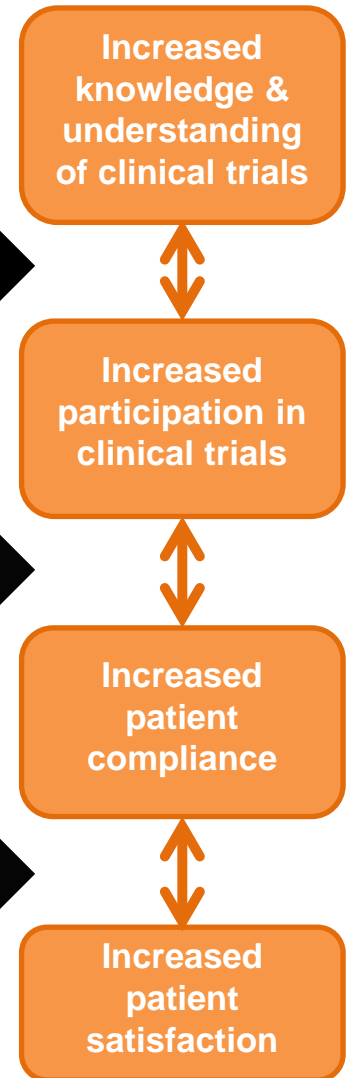 Increased
knowledge &
understanding
of clinical trials
Increased
participation in
clinical trials
Increased
patient
compliance
Increased
patient
satisfaction